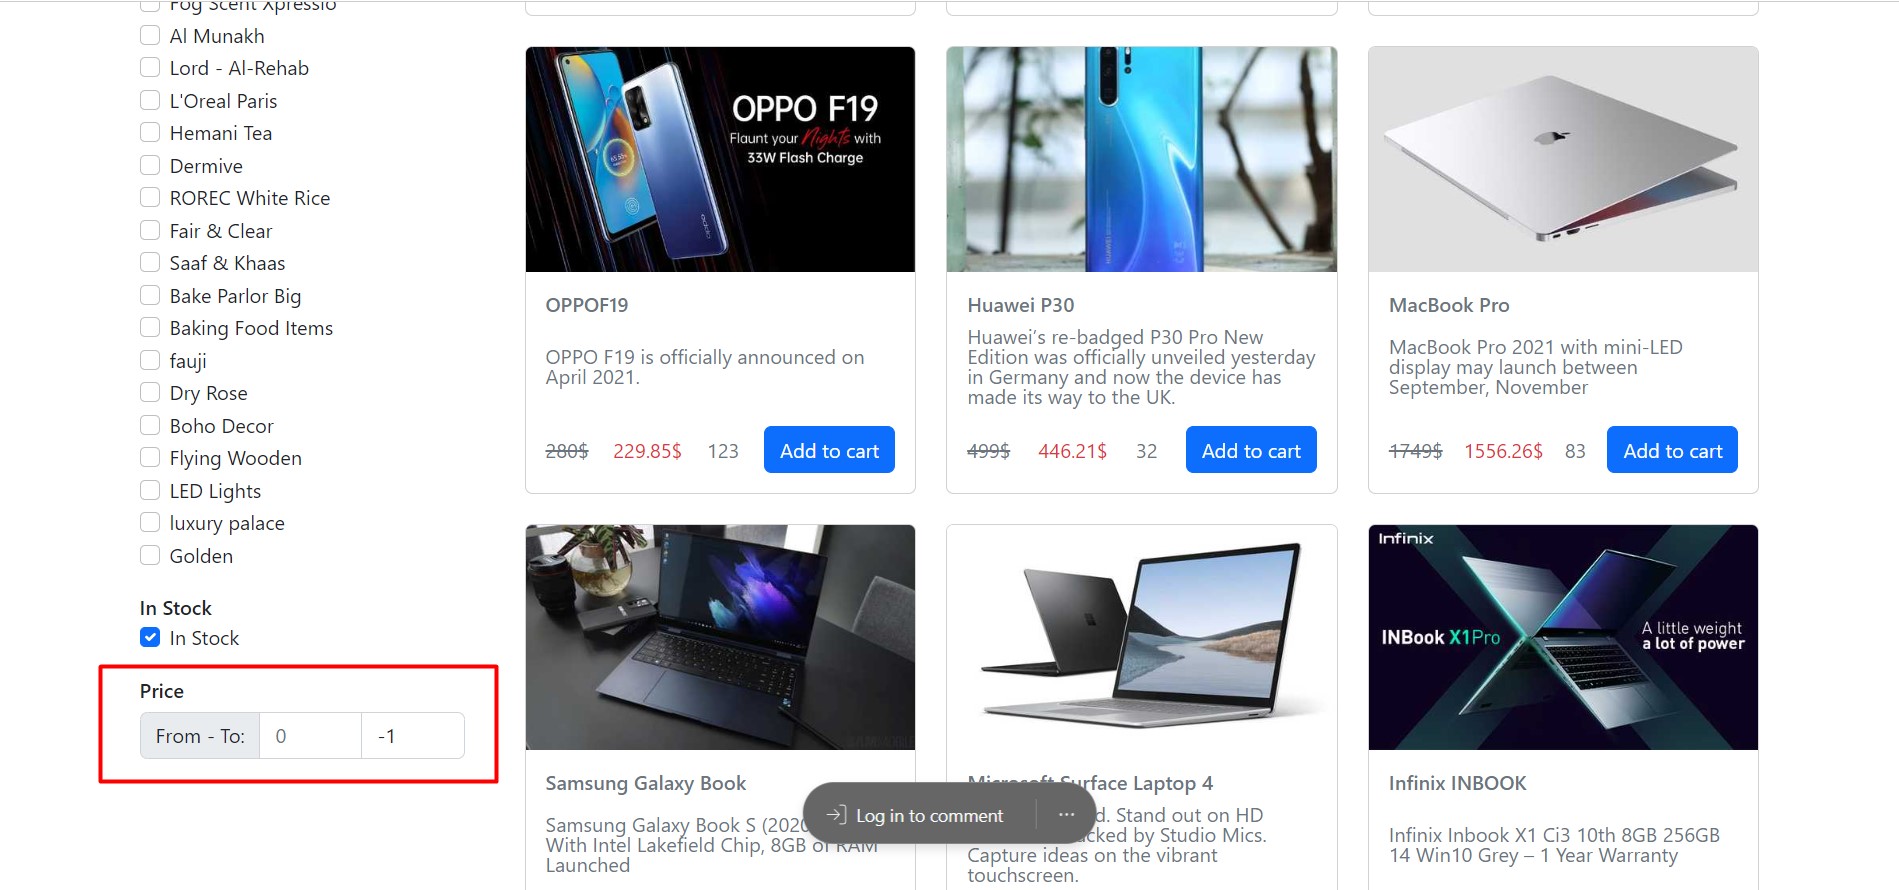 Fog Scent Xpressio
Al Munakh
Lord - Al-Rehab
L'Oreal Paris
Hemani Tea
Dermive
ROREC White Rice
Fair & Clear
Saaf & Khaas
Bake Parlor Big
Baking Food Items
fauji
Dry Rose
Boho Decor
Flying Wooden
LED Lights
luxury palace
Golden
In Stock
In Stock
Price
From - To: 0 -1
OPPO F19
Flaunt your Nights with
33W Flash Charge
OPPOF19
OPPO F19 is officially announced on
April 2021.
280$ 229.85$ 123 Add to cart
HUAWEI
Huawei P30
Huawei’s re-badged P30 Pro New
Edition was officially unveiled yesterday
in Germany and now the device has
made its way to the UK.
499$ 446.21$ 32 Add to cart
MacBook Pro
MacBook Pro 2021 with mini-LED
display may launch between
September, November
1749$ 1556.26$ 83 Add to cart
Samsung Galaxy Book
Samsung Galaxy Book S (2020
With Intel Lakefield Chip, 8GB of RAM
Launched
Microsoft Surface Laptop 4
d. Stand out on HD
cked by Studio Mics.
Capture ideas on the vibrant
touchscreen.
Infinix
INBook X1Pro
A little weight
a lot of power
Infinix INBOOK
Infinix Inbook X1 Ci3 10th 8GB 256GB
14 Win10 Grey – 1 Year Warranty
Log in to comment